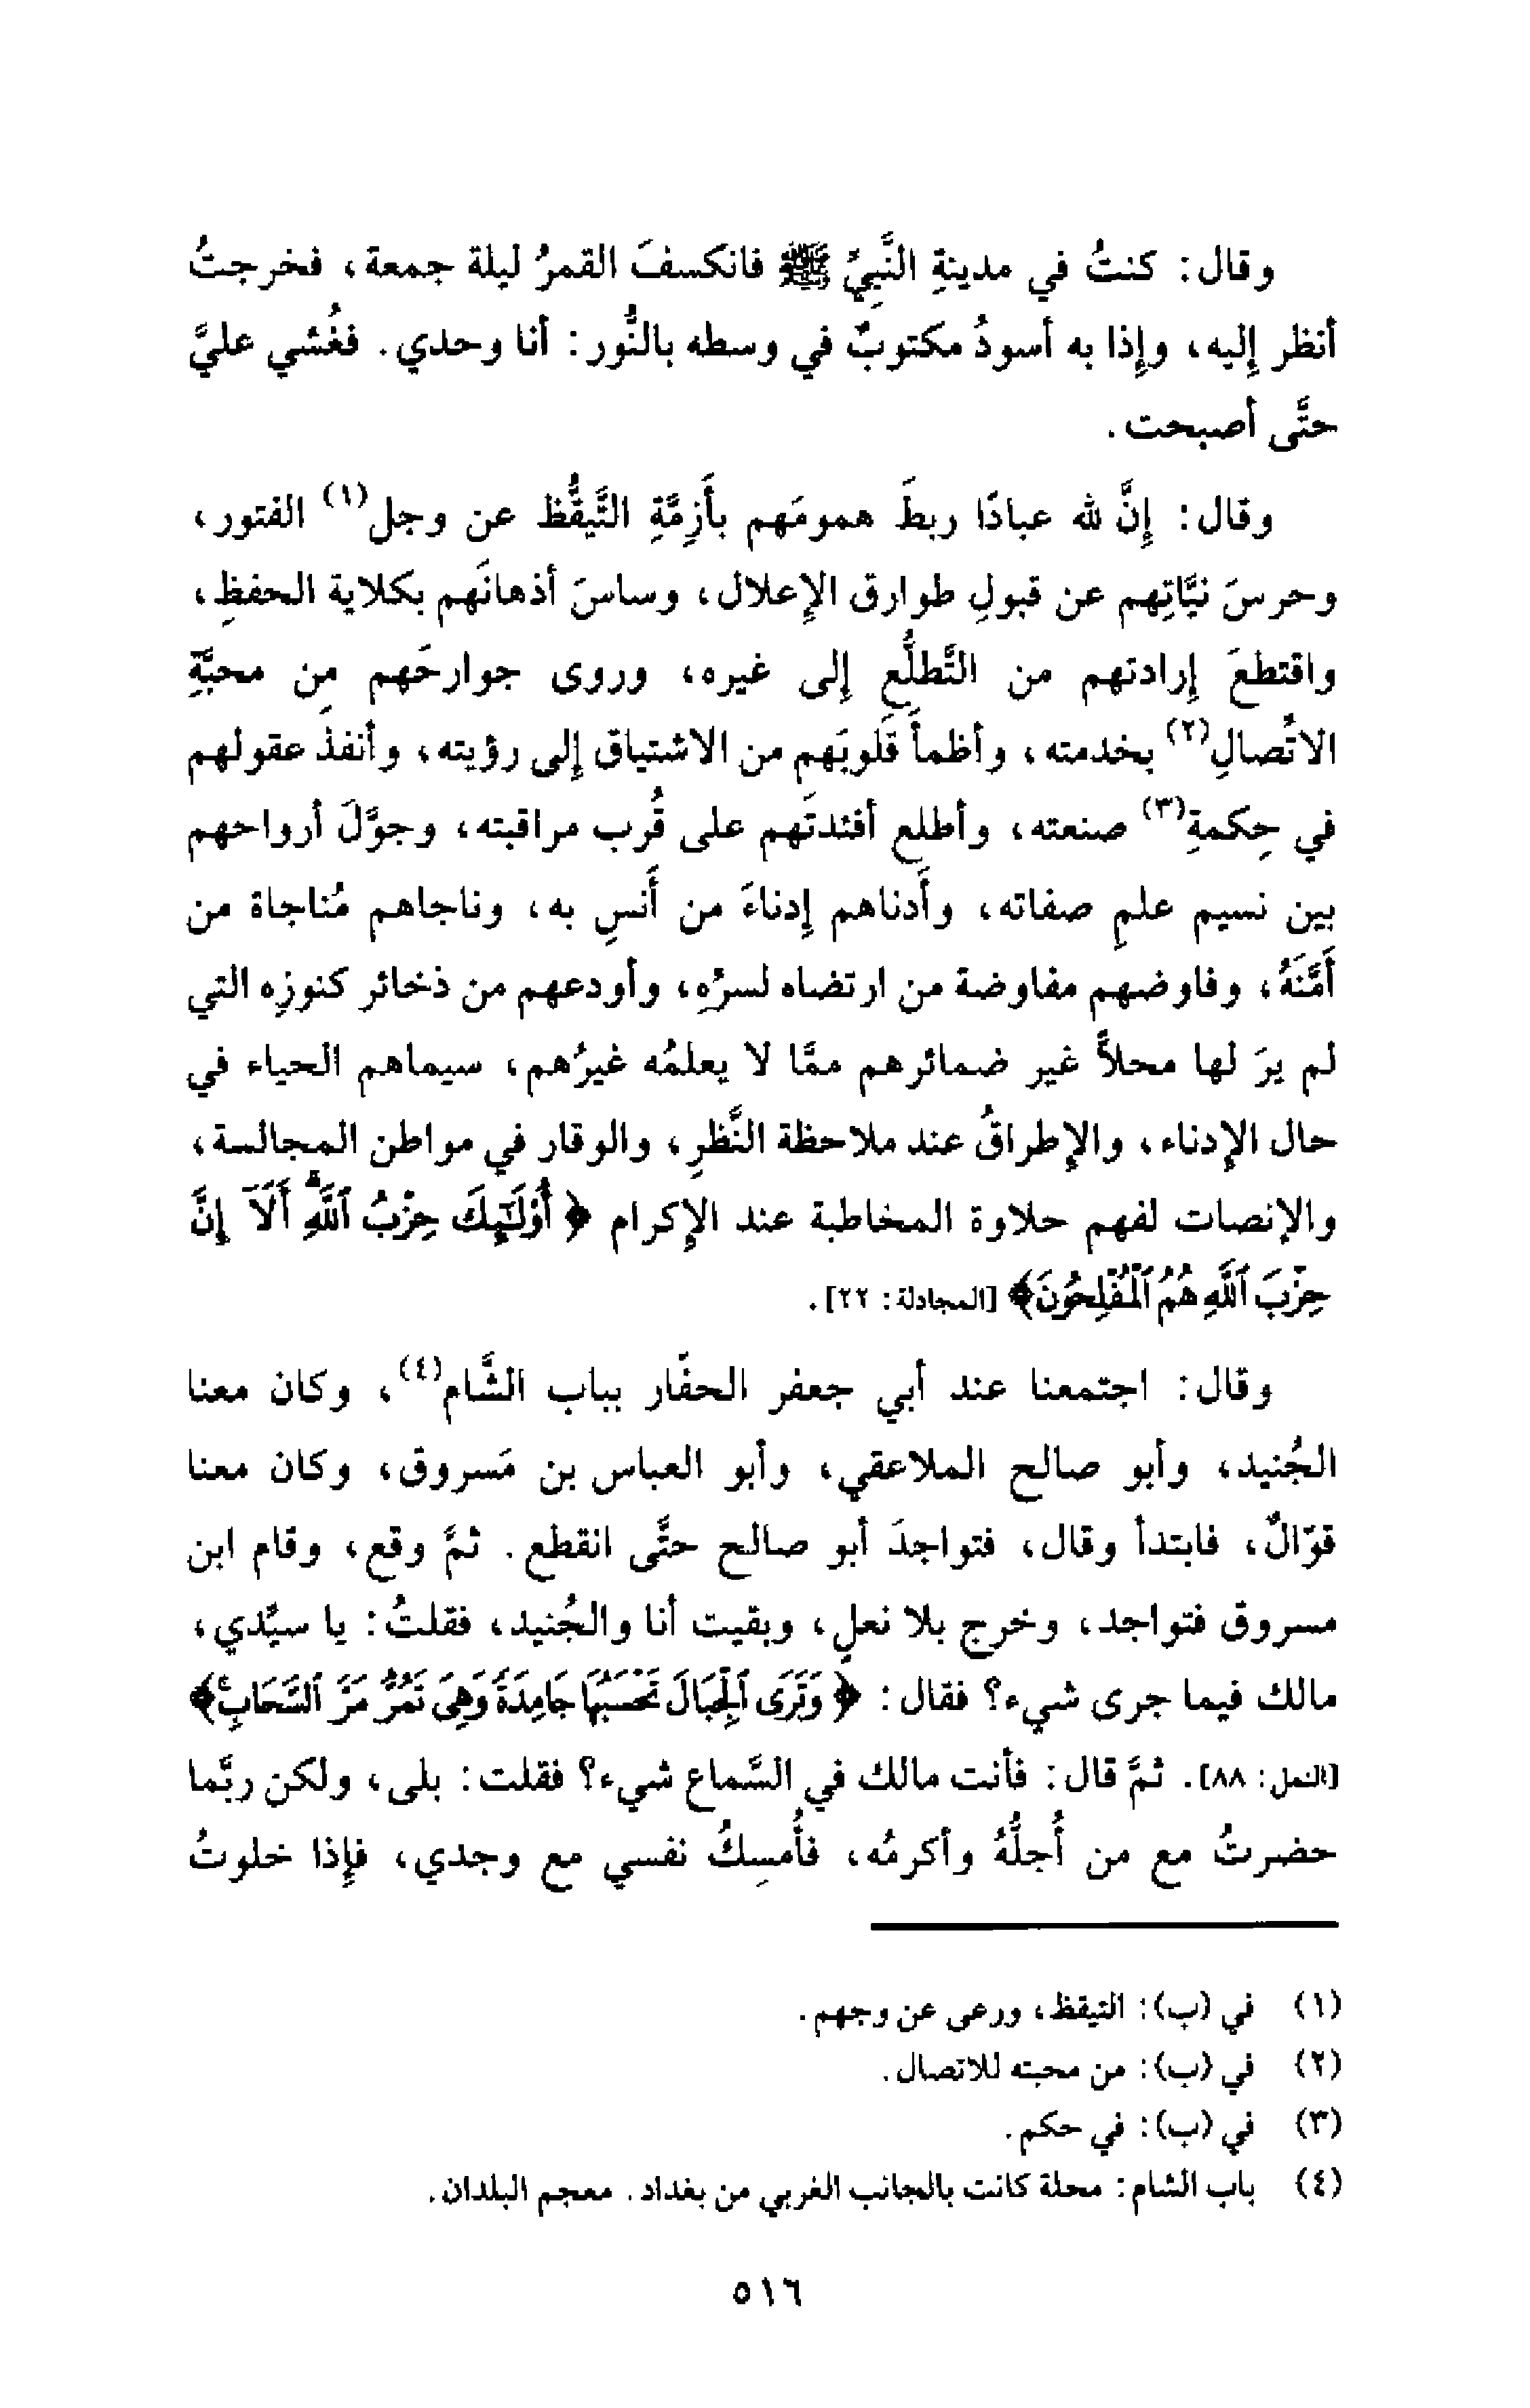 وقال: كنتُ في مدينةِ النَّبِيِّ ﷺ فانكسفَ القمرُ ليلة جمعة، فخرجتُ
أنظر إليه، وإذا به أسودُ مكتوبٌ في وسطه بالنُّور: أنا وحدي. فغُشي عليَّ
حتَّى أصبحت.
وقال: إنَّ لله عبادًا ربطَ همومَهم بأَزِمَّةِ التَّيقُّظ عن وجل(١) الفتور،
وحرسَ نيَّاتِهم عن قبولِ طوارق الإعلال، وساسَ أذهانَهم بكلاية الحفظِ،
واقتطعَ إرادتهم من التَّطلُّعِ إلى غيره، وروى جوارحَهم مِن محبَّةِ
الاتِّصالِ(٢) بخدمته، وأظمأَ قلوبَهم من الاشتياق إلى رؤيته، وأنفذَ عقولهم
في حِكمةِ(٣) صنعته، وأطلع أفئدتَهم على قُرب مراقبته، وجوَّلَ أرواحهم
بين نسيم علمِ صفاته، وأَدناهم إدناءَ من أَنسِ به، وناجاهم مُناجاة من
أَمَّنَهُ، وفاوضهم مفاوضة من ارتضاه لسرِّهِ، وأودعهم من ذخائر كنوزِه التي
لم يرَ لها محلاًّ غير ضمائرهم ممَّا لا يعلمُه غيرُهم، سيماهم الحياء في
حال الإدناء، والإطراقُ عند ملاحظة النَّظرِ، والوقار في مواطن المجالسة،
والإنصات لفهم حلاوة المخاطبة عند الإكرام ﴿أُوْلَـٰٓئِكَ حِزْبُ ٱللَّهِۚ أَلَآ إِنَّ
حِزْبَ ٱللَّهِ هُمُ ٱلْمُفْلِحُونَ﴾ [المجادلة: ٢٢].
وقال: اجتمعنا عند أبي جعفر الحفَّار بباب الشَّام(٤)، وكان معنا
الجُنيد، وأبو صالح الملاعقي، وأبو العباس بن مَسروق، وكان معنا
قوّالٌ، فابتدأ وقال، فتواجدَ أبو صالح حتَّى انقطع. ثمَّ وقع، وقام ابن
مسروق فتواجد، وخرج بلا نعلٍ، وبقيت أنا والجُنيد، فقلتُ: يا سيِّدي،
مالك فيما جرى شيء؟ فقال: ﴿وَتَرَى ٱلْجِبَالَ تَحْسَبُهَا جَامِدَةً وَهِىَ تَمُرُّ مَرَّ ٱلسَّحَابِۚ﴾
[النمل: ٨٨]. ثمَّ قال: فأنت مالك في السَّماع شيء؟ فقلت: بلى، ولكن ربَّما
حضرتُ مع من أُجلُّهُ وأكرمُه، فأُمسِكُ نفسي مع وجدي، فإذا خلوتُ
(١) في (ب): التيقظ، ورعى عن وجهم.
(٢) في (ب): من محبته للاتصال.
(٣) في (ب): في حكم.
(٤) باب الشام: محلة كانت بالجانب الغربي من بغداد. معجم البلدان.
٥١٦